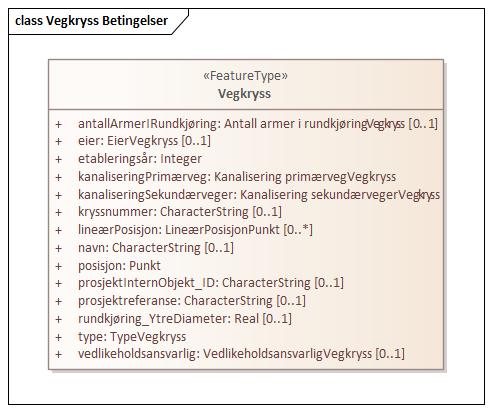 class Vegkryss Betingelser
«FeatureType»
Vegkryss
+ antallArmerIRundkjøring: Antall armer i rundkjøringVegkryss [0..1]
+ eier: EierVegkryss [0..1]
+ etableringsår: Integer
+ kanaliseringPrimærveg: Kanalisering primærvegVegkryss
+ kanaliseringSekundærveger: Kanalisering sekundærvegerVegkryss
+ kryssnummer: CharacterString [0..1]
+ lineærPosisjon: LineærPosisjonPunkt [0..*]
+ navn: CharacterString [0..1]
+ posisjon: Punkt
+ prosjektInternObjekt_ID: CharacterString [0..1]
+ prosjektreferanse: CharacterString [0..1]
+ rundkjøring_YtreDiameter: Real [0..1]
+ type: TypeVegkryss
+ vedlikeholdsansvarlig: VedlikeholdsansvarligVegkryss [0..1]